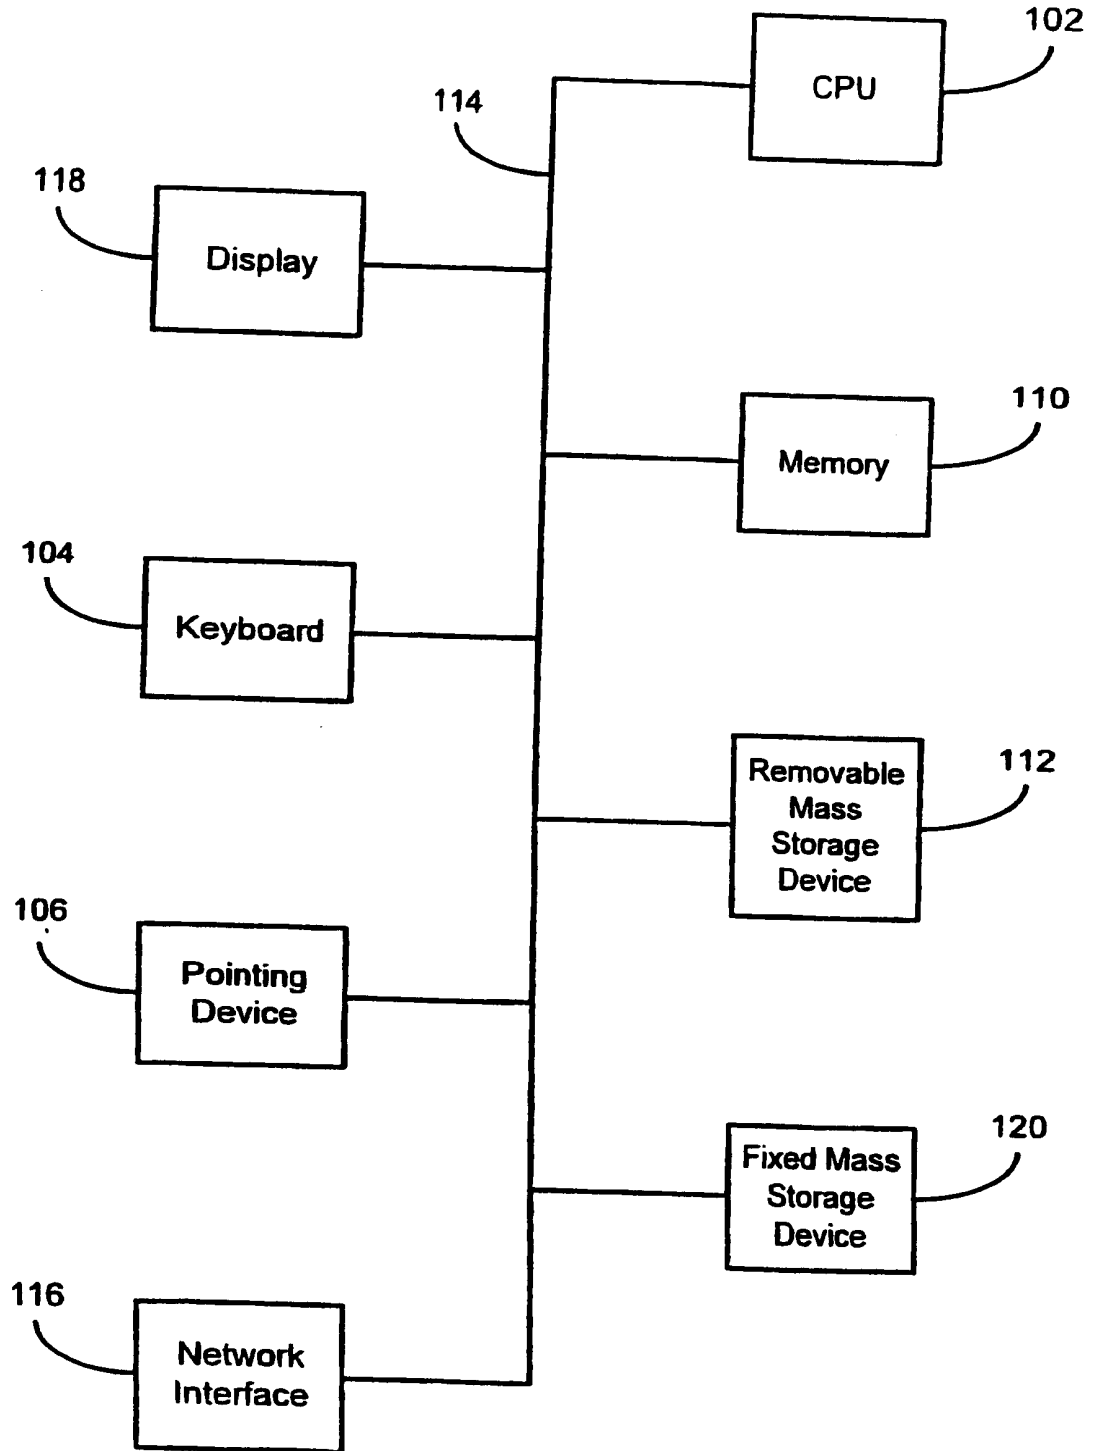 102
CPU
114
118
Display
110
Memory
104
Keyboard
112
Removable
Mass
Storage
Device
106
Pointing
Device
120
Fixed Mass
Storage
Device
116
Network
Interface